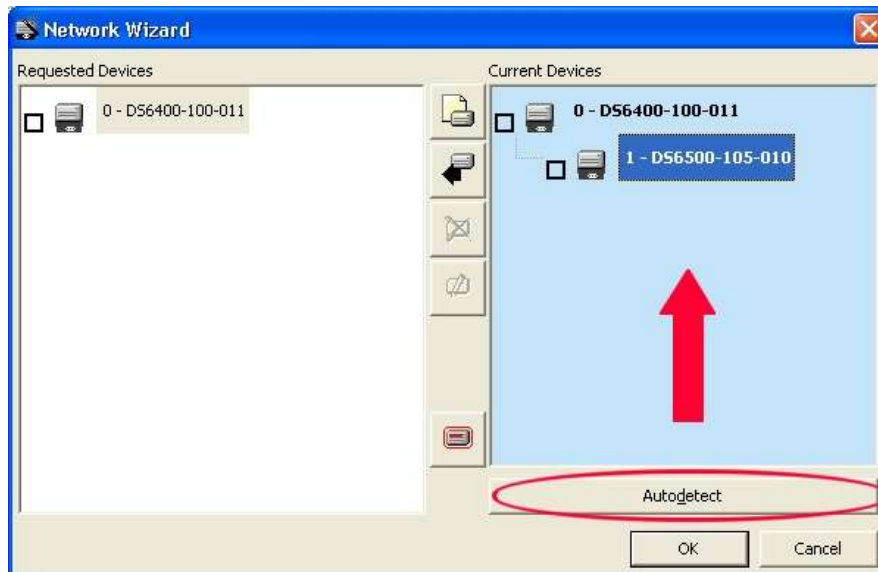 Network Wizard
Requested Devices
Current Devices
0 - DS6400-100-011
0 - DS6400-100-011
1 - DS6500-105-010
Autodetect
OK
Cancel